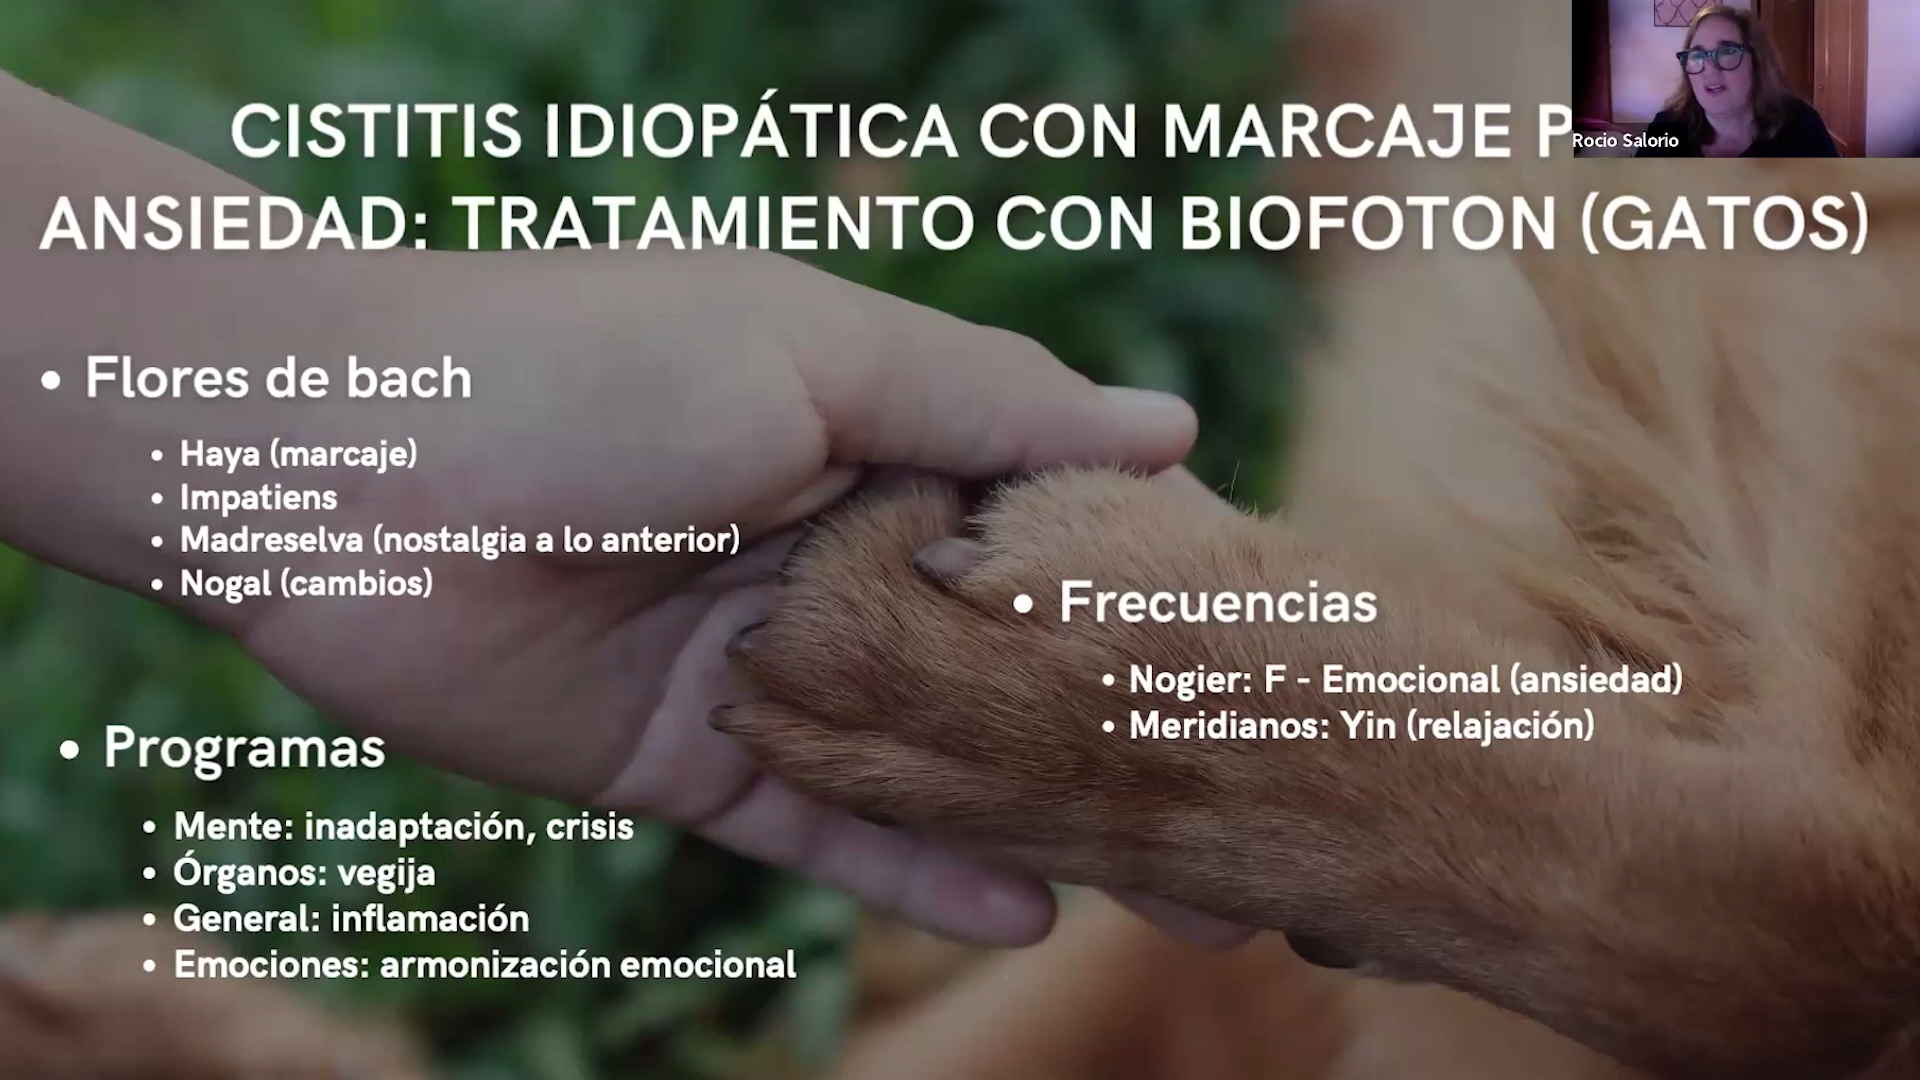 CISTITIS IDIOPÁTICA CON MARCAJE P
Rocio Salorio
ANSIEDAD: TRATAMIENTO CON BIOFOTON (GATOS)
• Flores de bach
• Haya (marcaje)
• Impatiens
• Madreselva (nostalgia a lo anterior)
• Nogal (cambios)
• Frecuencias
• Nogier: F - Emocional (ansiedad)
• Meridianos: Yin (relajación)
• Programas
• Mente: inadaptación, crisis
• Órganos: vegija
• General: inflamación
• Emociones: armonización emocional